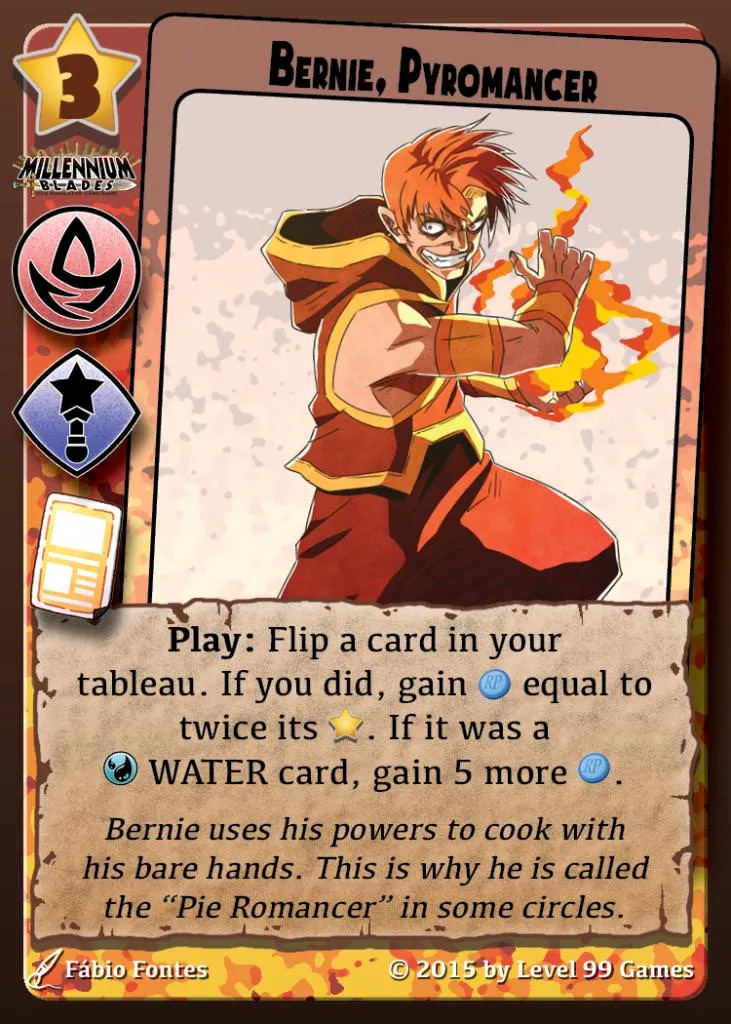 3
BERNIE, PYROMANCER
MILLENNIUM
BLADES
Play: Flip a card in your
tableau. If you did, gain RP equal to
twice its . If it was a
WATER card, gain 5 more RP .
Bernie uses his powers to cook with
his bare hands. This is why he is called
the “Pie Romancer” in some circles.
Fábio Fontes
© 2015 by Level 99 Games